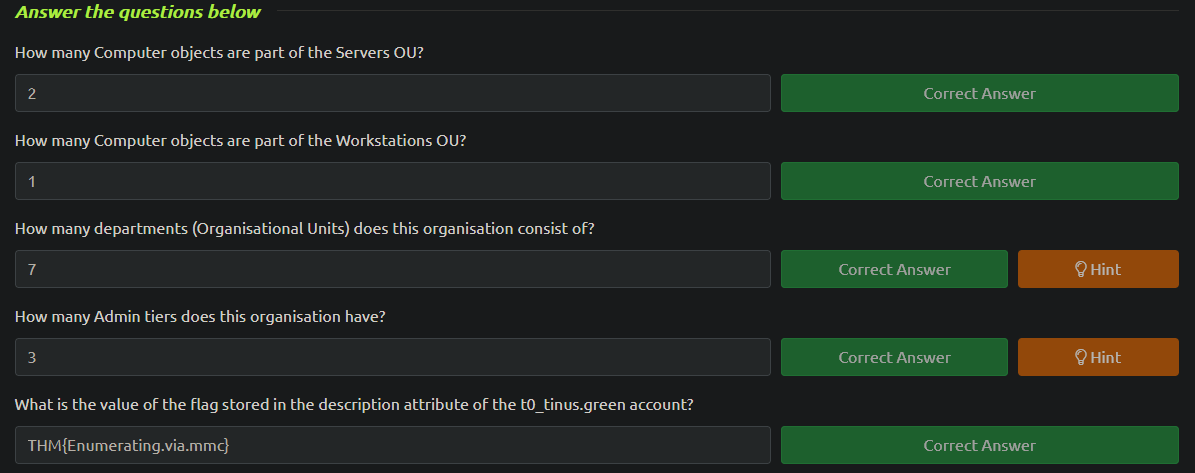 Answer the questions below
How many Computer objects are part of the Servers OU?
2
Correct Answer
How many Computer objects are part of the Workstations OU?
1
Correct Answer
How many departments (Organisational Units) does this organisation consist of?
7
Correct Answer
Hint
How many Admin tiers does this organisation have?
3
Correct Answer
Hint
What is the value of the flag stored in the description attribute of the t0_tinus.green account?
THM{Enumerating.via.mmc}
Correct Answer